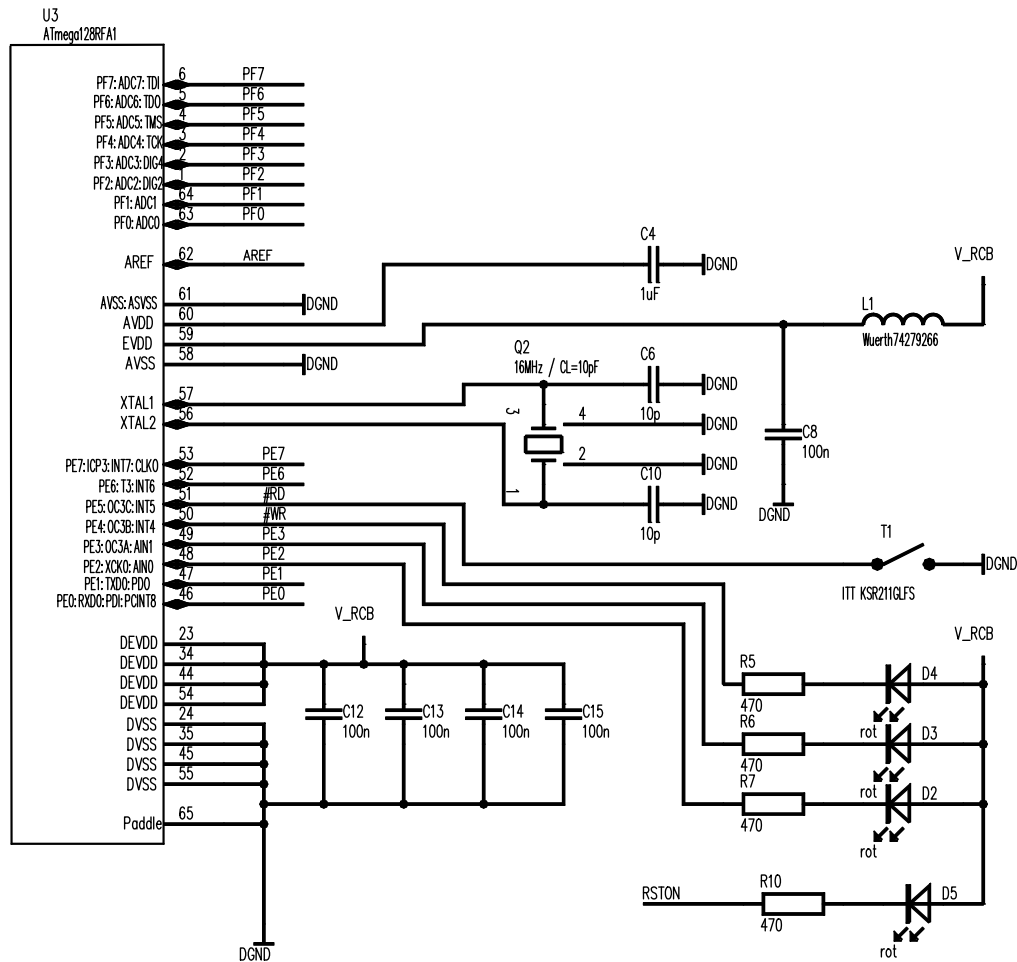 U3
ATmega128RFA1
PF7:ADC7:TDI 6 PF7
PF6:ADC6:TDO 5 PF6
PF5:ADC5:TMS 4 PF5
PF4:ADC4:TCK 3 PF4
PF3:ADC3:DIG4 2 PF3
PF2:ADC2:DIG2 1 PF2
PF1:ADC1 64 PF1
PF0:ADC0 63 PF0
AREF 62 AREF
AVSS:ASVSS 61 DGND
AVDD 60
EVDD 59
AVSS 58 DGND
XTAL1 57
XTAL2 56
PE7:ICP3:INT7:CLKO 53 PE7
PE6:T3:INT6 52 PE6
PE5:OC3C:INT5 51 #RD
PE4:OC3B:INT4 50 #WR
PE3:OC3A:AIN1 49 PE3
PE2:XCK0:AIN0 48 PE2
PE1:TXD0:PDO 47 PE1
PE0:RXD0:PDI:PCINT8 46 PE0
DEVDD 23
DEVDD 34
DEVDD 44
DEVDD 54
DVSS 24
DVSS 35
DVSS 45
DVSS 55
Paddle 65
DGND
V_RCB
C12
100n
C13
100n
C14
100n
C15
100n
C4
1uF
DGND
V_RCB
L1
Wuerth74279266
Q2
16MHz / CL=10pF
3
4
2
1
C6
10p
DGND
DGND
DGND
C10
10p
DGND
C8
100n
DGND
T1
DGND
ITT KSR211GLFS
V_RCB
R5
470
D4
rot
R6
470
D3
rot
R7
470
D2
rot
RSTON
R10
470
D5
rot